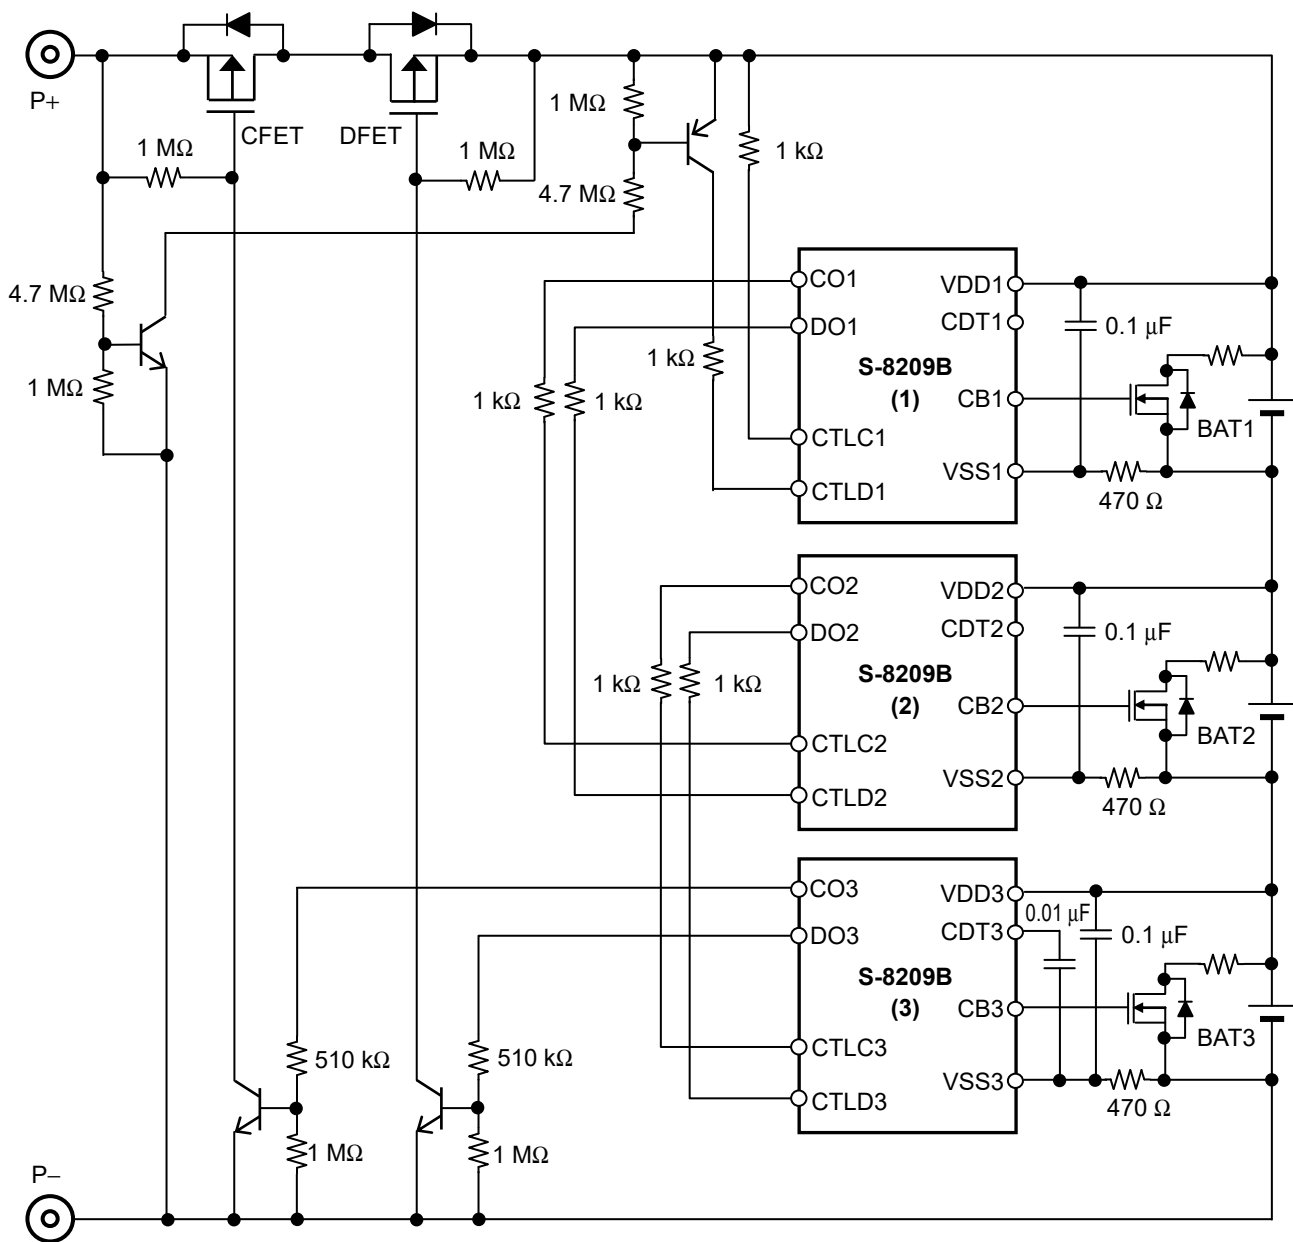 P+
CFET
DFET
1 MΩ
1 MΩ
1 MΩ
4.7 MΩ
1 kΩ
4.7 MΩ
1 MΩ
1 kΩ
1 kΩ
1 kΩ
CO1
DO1
S-8209B
(1)
CTLC1
CTLD1
VDD1
CDT1
CB1
VSS1
0.1 µF
BAT1
470 Ω
1 kΩ
1 kΩ
CO2
DO2
S-8209B
(2)
CTLC2
CTLD2
VDD2
CDT2
CB2
VSS2
0.1 µF
BAT2
470 Ω
CO3
DO3
S-8209B
(3)
CTLC3
CTLD3
VDD3
CDT3
CB3
VSS3
0.01 µF
0.1 µF
BAT3
470 Ω
510 kΩ
510 kΩ
1 MΩ
1 MΩ
P−